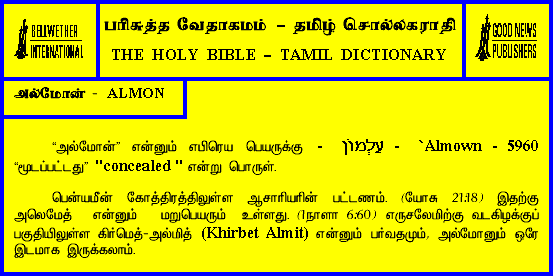 BELLWETHER
INTERNATIONAL
பரிசுத்த வேதாகமம் – தமிழ் சொல்லகராதி
THE HOLY BIBLE – TAMIL DICTIONARY
GOOD NEWS
PUBLISHERS
அல்மோன் - ALMON
“அல்மோன்” என்னும் எபிரெய பெயருக்கு - עַלְמוֹן - `Almown - 5960
“மூடப்பட்டது” "concealed " என்று பொருள்.
பென்யமீன் கோத்திரத்திலுள்ள ஆசாரியரின் பட்டணம். (யோசு 21:18) இதற்கு
அலெமேத் என்னும் மறுபெயரும் உள்ளது. (1நாளா 6:60) எருசலேமிற்கு வடகிழக்குப்
பகுதியிலுள்ள கிர்மெத்-அல்மித் (Khirbet Almit) என்னும் பர்வதமும், அல்மோனும் ஒரே
இடமாக இருக்கலாம்.